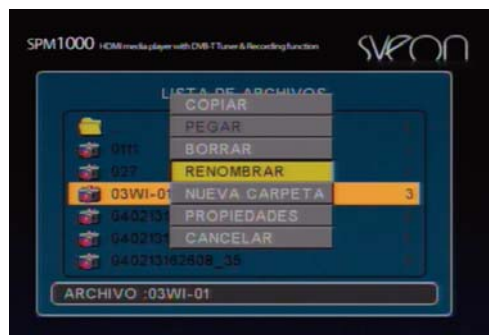 SPM1000 HDMI media player with DVB-T Tuner & Recording function
sveon
LISTA DE ARCHIVOS
COPIAR
PEGAR
BORRAR
0111
RENOMBRAR
027
NUEVA CARPETA
03WI-01
3
PROPIEDADES
CANCELAR
040213162608_35
ARCHIVO :03WI-01